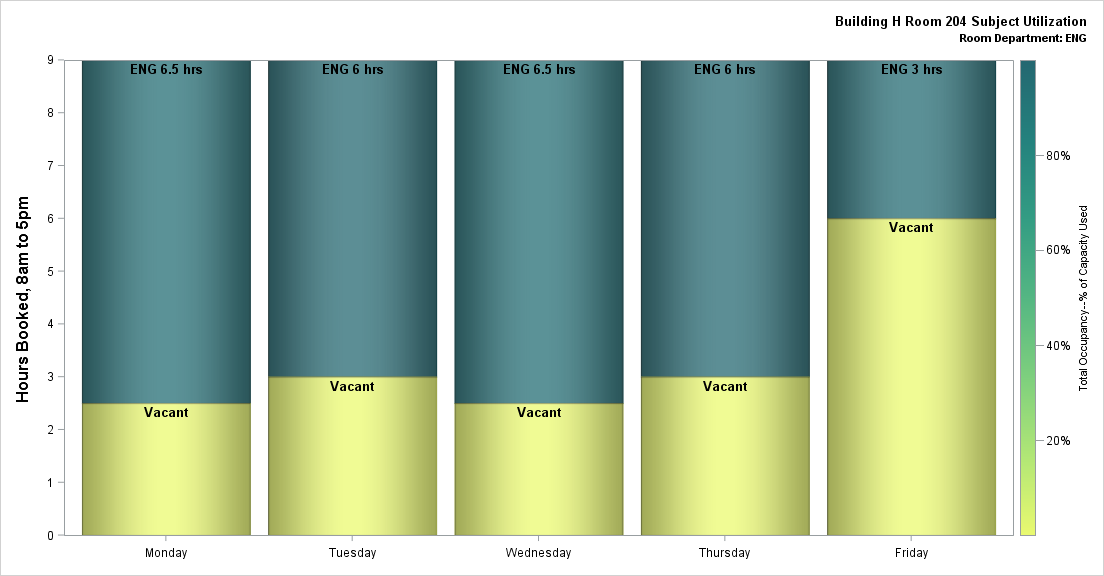 Building H Room 204 Subject Utilization
Room Department: ENG
Hours Booked, 8am to 5pm
9
8
7
6
5
4
3
2
1
0
ENG 6.5 hrs
ENG 6 hrs
ENG 6.5 hrs
ENG 6 hrs
ENG 3 hrs
Vacant
Vacant
Vacant
Vacant
Vacant
Monday
Tuesday
Wednesday
Thursday
Friday
80%
60%
40%
20%
Total Occupancy--% of Capacity Used